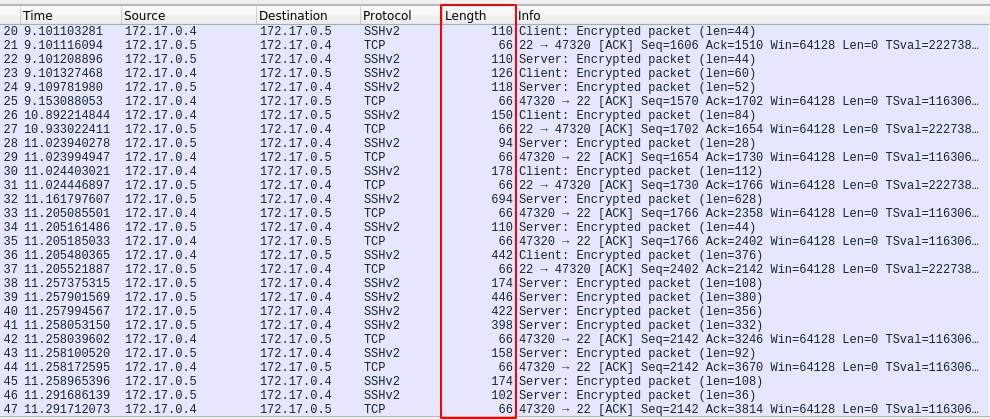 Time Source Destination Protocol Length Info
20 9.101103281 172.17.0.4 172.17.0.5 SSHv2 110 Client: Encrypted packet (len=44)
21 9.101116094 172.17.0.5 172.17.0.4 TCP 66 22 → 47320 [ACK] Seq=1606 Ack=1510 Win=64128 Len=0 TSval=222738…
22 9.101208896 172.17.0.5 172.17.0.4 SSHv2 110 Server: Encrypted packet (len=44)
23 9.101327468 172.17.0.4 172.17.0.5 SSHv2 126 Client: Encrypted packet (len=60)
24 9.109781980 172.17.0.5 172.17.0.4 SSHv2 118 Server: Encrypted packet (len=52)
25 9.153088053 172.17.0.4 172.17.0.5 TCP 66 47320 → 22 [ACK] Seq=1570 Ack=1702 Win=64128 Len=0 TSval=116306…
26 10.892214844 172.17.0.4 172.17.0.5 SSHv2 150 Client: Encrypted packet (len=84)
27 10.933022411 172.17.0.5 172.17.0.4 TCP 66 22 → 47320 [ACK] Seq=1702 Ack=1654 Win=64128 Len=0 TSval=222738…
28 11.023940278 172.17.0.5 172.17.0.4 SSHv2 94 Server: Encrypted packet (len=28)
29 11.023994947 172.17.0.4 172.17.0.5 TCP 66 47320 → 22 [ACK] Seq=1654 Ack=1730 Win=64128 Len=0 TSval=116306…
30 11.024403021 172.17.0.4 172.17.0.5 SSHv2 178 Client: Encrypted packet (len=112)
31 11.024446897 172.17.0.5 172.17.0.4 TCP 66 22 → 47320 [ACK] Seq=1730 Ack=1766 Win=64128 Len=0 TSval=222738…
32 11.161797607 172.17.0.5 172.17.0.4 SSHv2 694 Server: Encrypted packet (len=628)
33 11.205085501 172.17.0.4 172.17.0.5 TCP 66 47320 → 22 [ACK] Seq=1766 Ack=2358 Win=64128 Len=0 TSval=116306…
34 11.205161486 172.17.0.5 172.17.0.4 SSHv2 110 Server: Encrypted packet (len=44)
35 11.205185033 172.17.0.4 172.17.0.5 TCP 66 47320 → 22 [ACK] Seq=1766 Ack=2402 Win=64128 Len=0 TSval=116306…
36 11.205480365 172.17.0.4 172.17.0.5 SSHv2 442 Client: Encrypted packet (len=376)
37 11.205521887 172.17.0.5 172.17.0.4 TCP 66 22 → 47320 [ACK] Seq=2402 Ack=2142 Win=64128 Len=0 TSval=222738…
38 11.257375315 172.17.0.5 172.17.0.4 SSHv2 174 Server: Encrypted packet (len=108)
39 11.257901569 172.17.0.5 172.17.0.4 SSHv2 446 Server: Encrypted packet (len=380)
40 11.257994567 172.17.0.5 172.17.0.4 SSHv2 422 Server: Encrypted packet (len=356)
41 11.258053150 172.17.0.5 172.17.0.4 SSHv2 398 Server: Encrypted packet (len=332)
42 11.258039602 172.17.0.4 172.17.0.5 TCP 66 47320 → 22 [ACK] Seq=2142 Ack=3246 Win=64128 Len=0 TSval=116306…
43 11.258100520 172.17.0.5 172.17.0.4 SSHv2 158 Server: Encrypted packet (len=92)
44 11.258172595 172.17.0.4 172.17.0.5 TCP 66 47320 → 22 [ACK] Seq=2142 Ack=3670 Win=64128 Len=0 TSval=116306…
45 11.258965396 172.17.0.5 172.17.0.4 SSHv2 174 Server: Encrypted packet (len=108)
46 11.291686139 172.17.0.5 172.17.0.4 SSHv2 102 Server: Encrypted packet (len=36)
47 11.291712073 172.17.0.4 172.17.0.5 TCP 66 47320 → 22 [ACK] Seq=2142 Ack=3814 Win=64128 Len=0 TSval=116306…